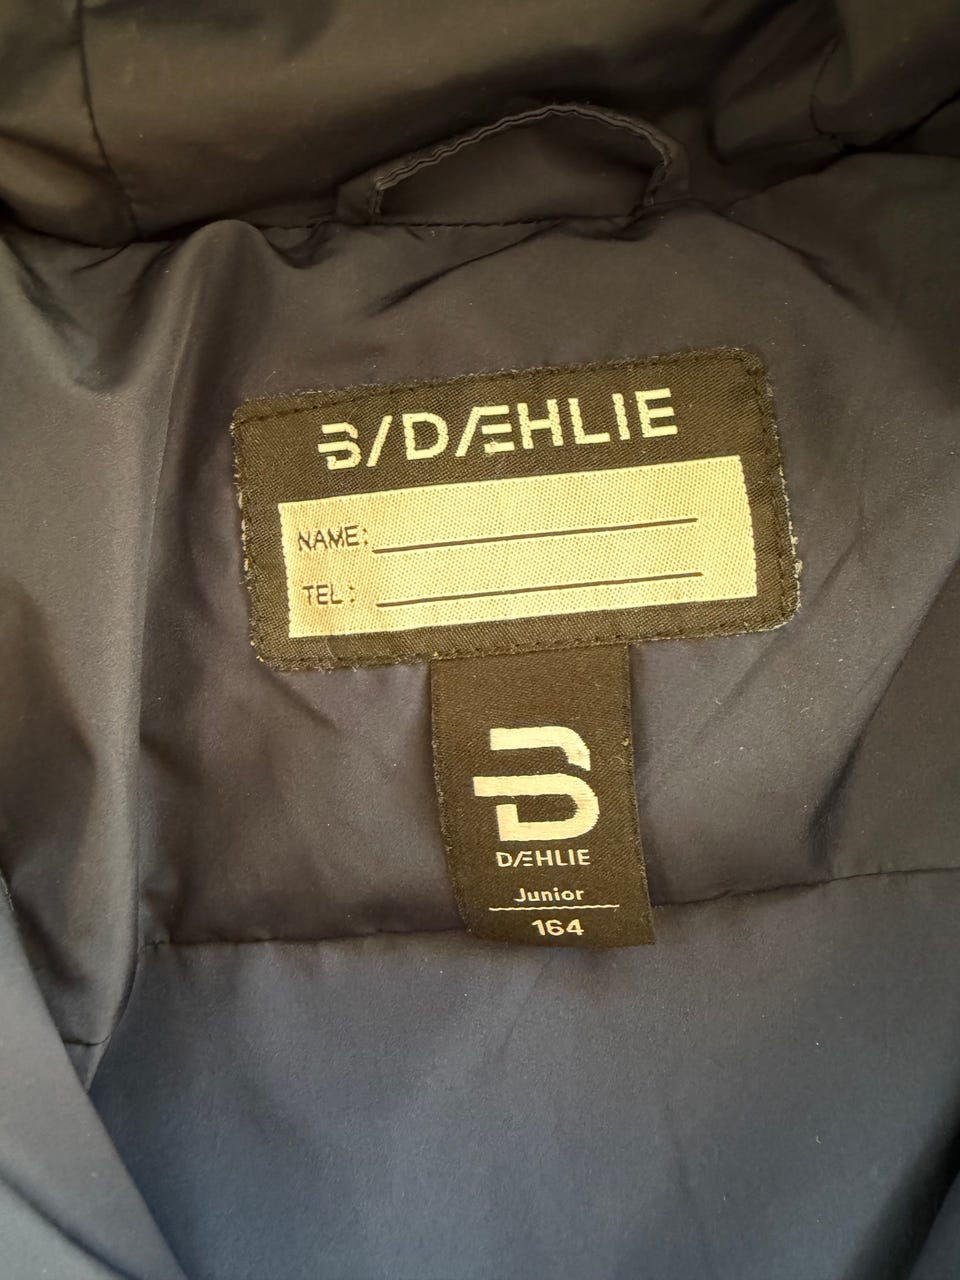 B/DÆHLIE
NAME:
TEL:
B
DÆHLIE
Junior
164